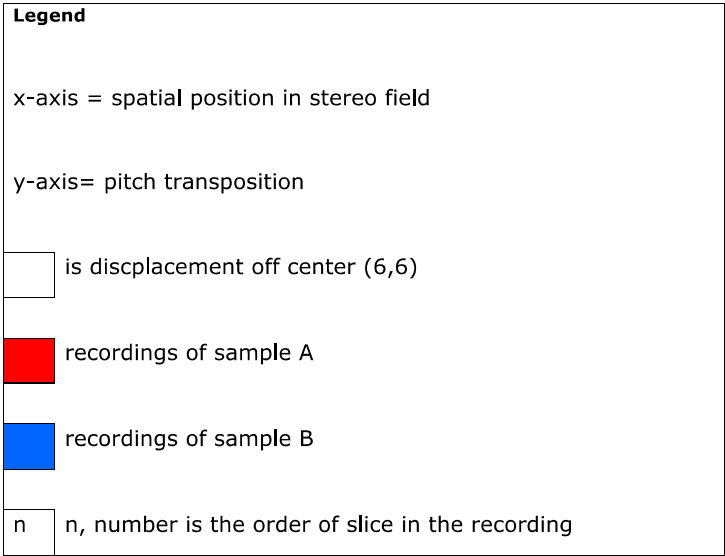 Legend
x-axis = spatial position in stereo field
y-axis= pitch transposition
is discplacement off center (6,6)
recordings of sample A
recordings of sample B
n n, number is the order of slice in the recording